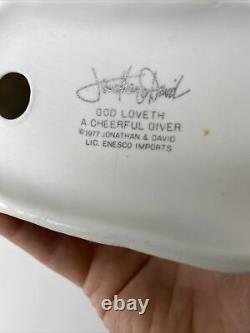 Jonathan & David
GOD LOVETH
A CHEERFUL GIVER
©1977 JONATHAN & DAVID
LIC. ENESCO IMPORTS